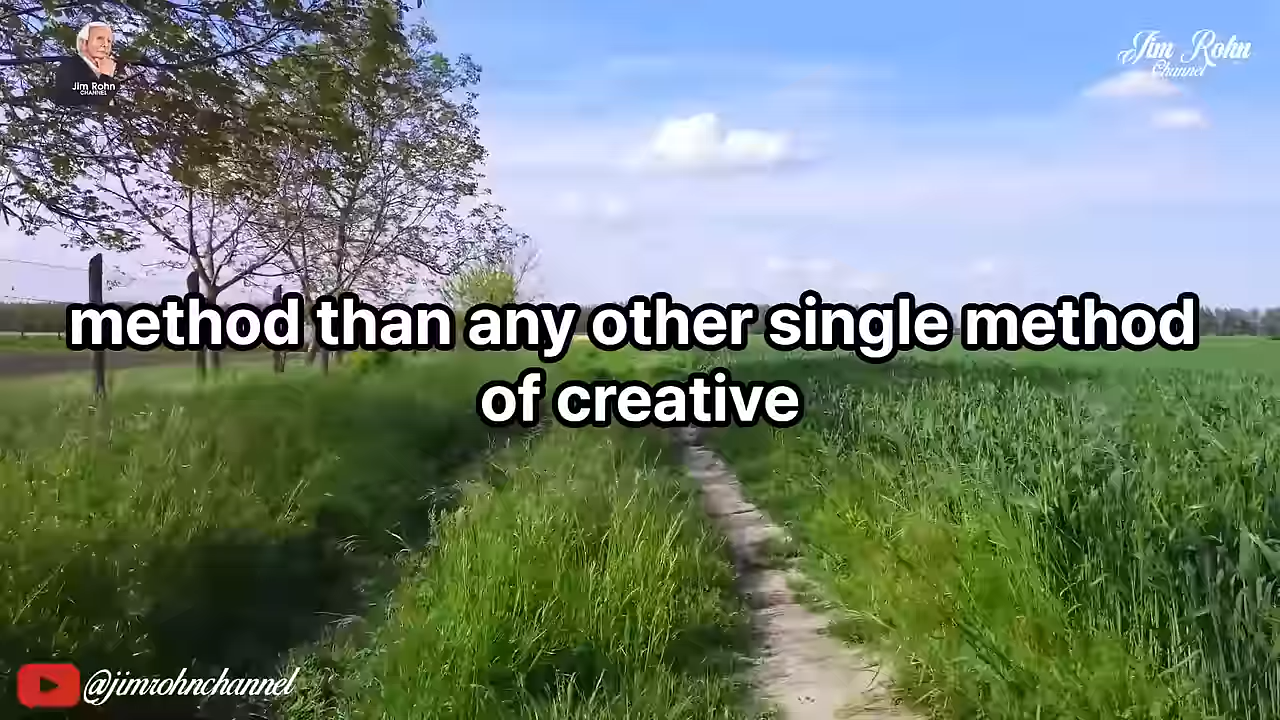 Jim Rohn
CHANNEL
Jim Rohn
Channel
method than any other single method
of creative
@jimrohnchannel